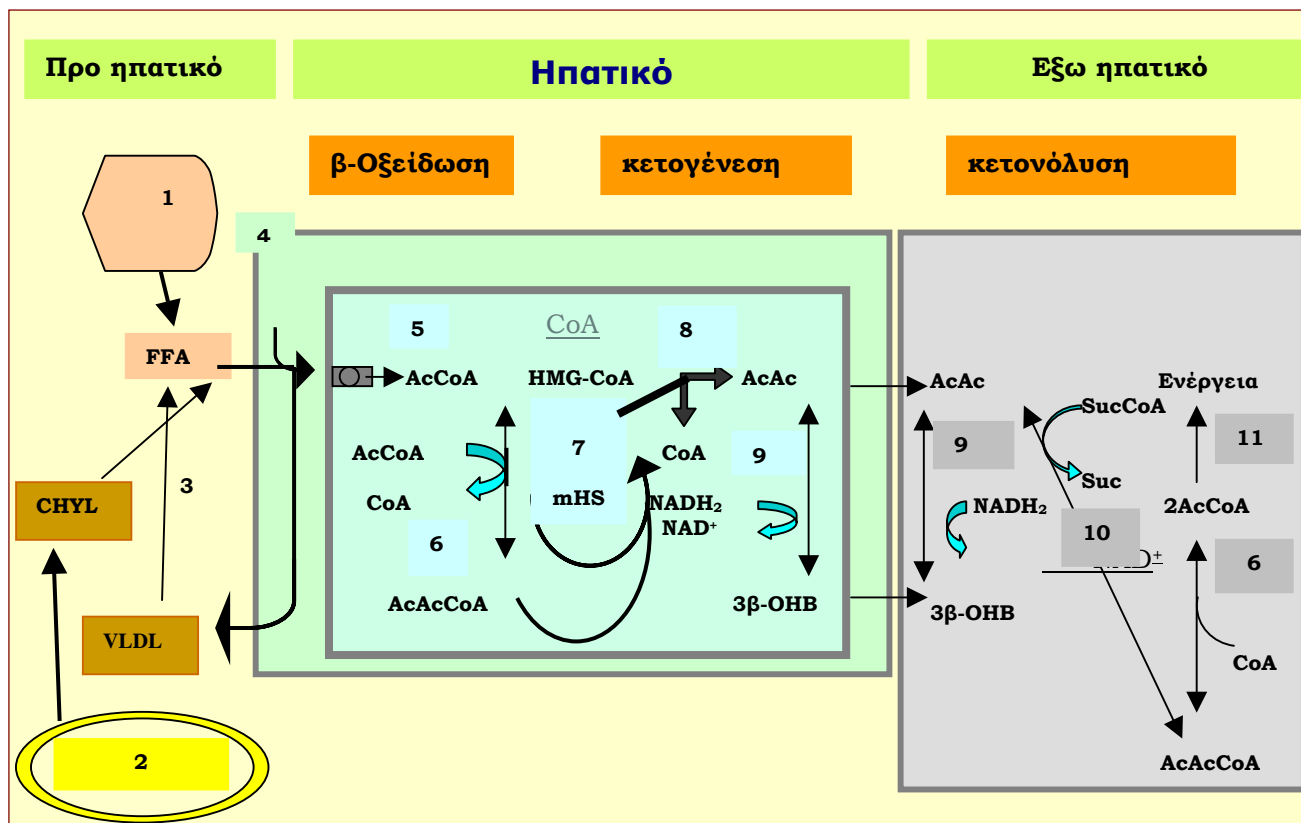 Προ ηπατικό
Ηπατικό
Εξω ηπατικό
β-Οξείδωση
κετογένεση
κετονόλυση
1
4
5
CoA
8
FFA
AcCoA
HMG-CoA
AcAc
AcAc
Ενέργεια
SucCoA
7
9
9
11
AcCoA
CoA
3
CHYL
CoA
mHS
NADH₂
NAD⁺
Suc
NADH₂
2AcCoA
10
6
6
AcAcCoA
3β-OHB
3β-OHB
VLDL
CoA
2
AcAcCoA